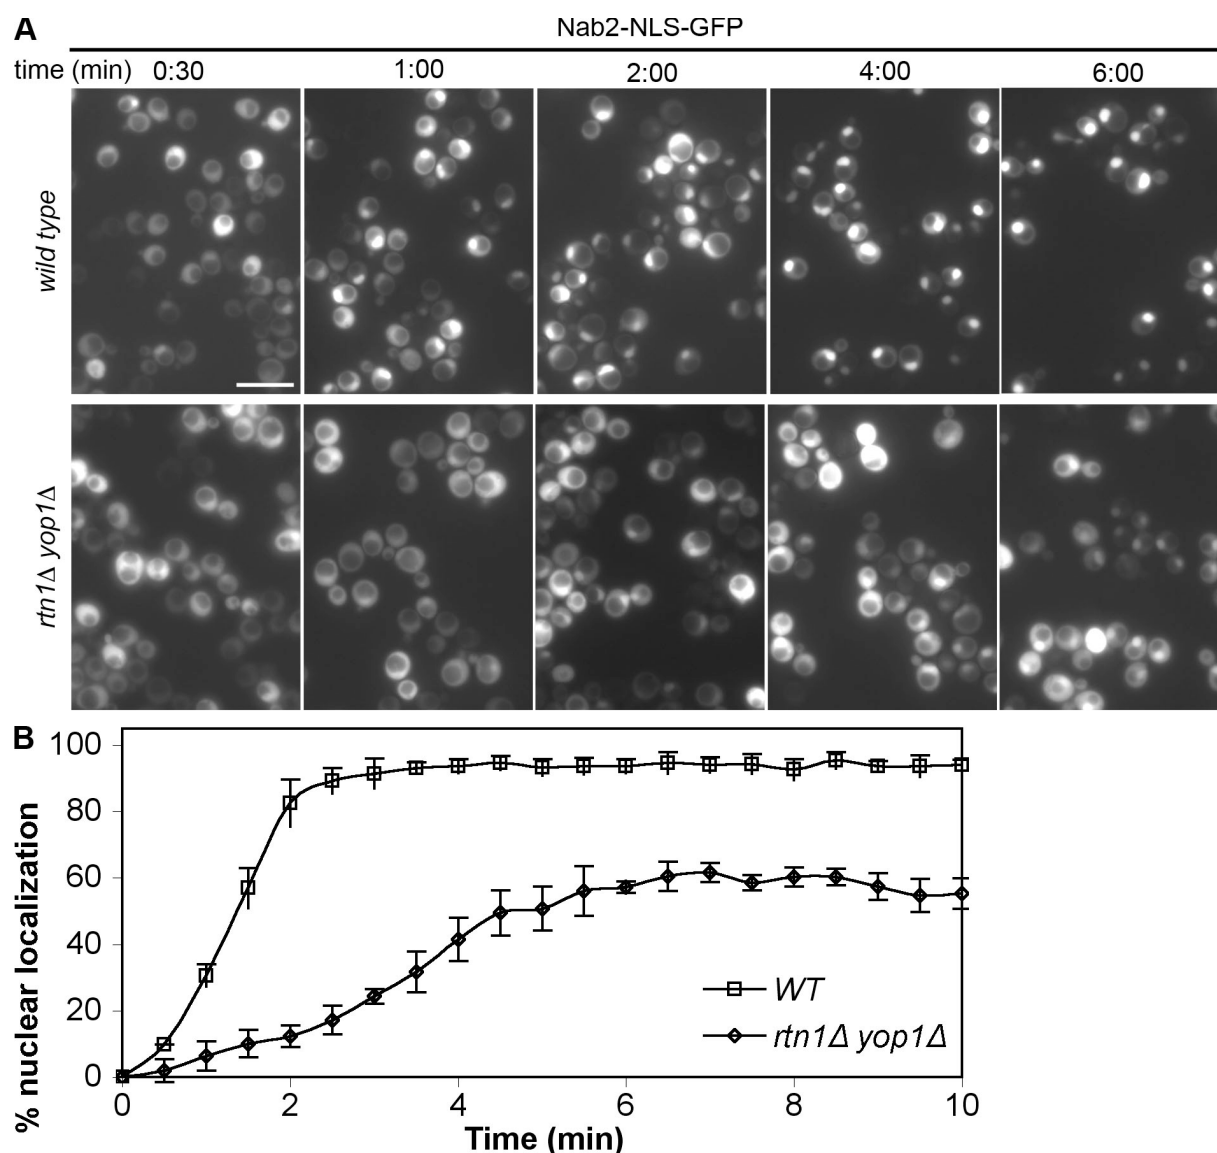 A
Nab2-NLS-GFP
time (min) 0:30 1:00 2:00 4:00 6:00
wild type
rtn1Δ yop1Δ
B
100
80
60
40
20
0
% nuclear localization
WT
rtn1Δ yop1Δ
0 2 4 6 8 10
Time (min)